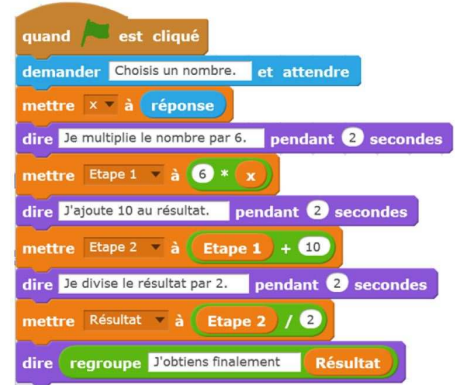 quand est cliqué
demander Choisis un nombre. et attendre
mettre x à réponse
dire Je multiplie le nombre par 6. pendant 2 secondes
mettre Etape 1 à 6 * x
dire J'ajoute 10 au résultat. pendant 2 secondes
mettre Etape 2 à Etape 1 + 10
dire Je divise le résultat par 2. pendant 2 secondes
mettre Résultat à Etape 2 / 2
dire regroupe J'obtiens finalement Résultat